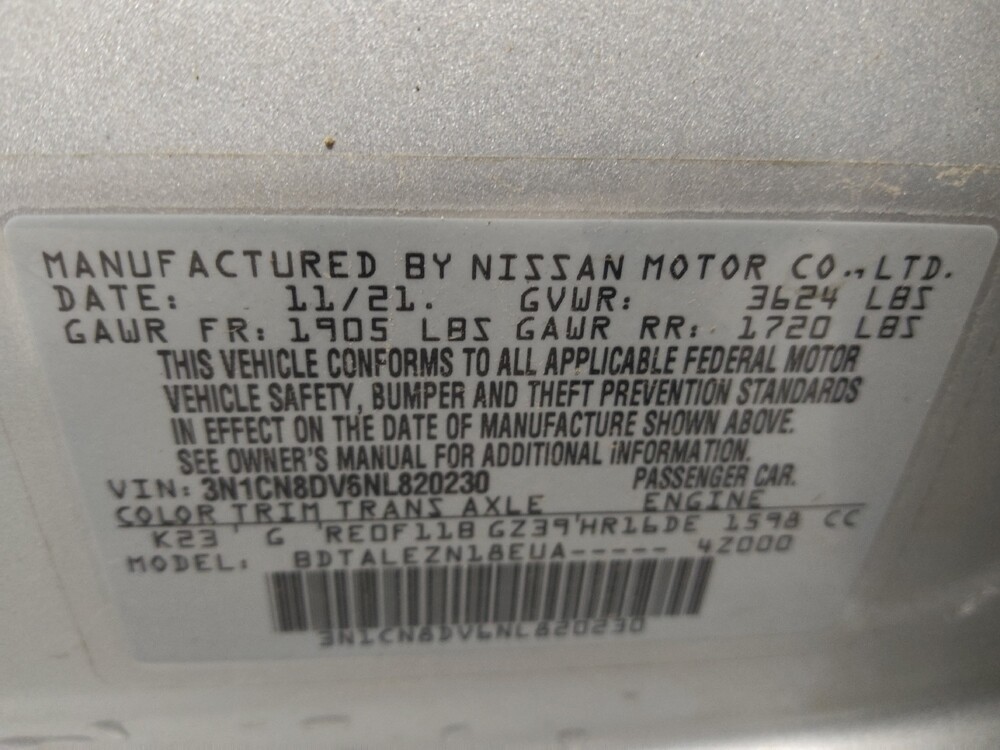 MANUFACTURED BY NISSAN MOTOR CO., LTD.
DATE: 11/21. GVWR: 3624 LBS
GAWR FR: 1905 LBS GAWR RR: 1720 LBS
THIS VEHICLE CONFORMS TO ALL APPLICABLE FEDERAL MOTOR
VEHICLE SAFETY, BUMPER AND THEFT PREVENTION STANDARDS
IN EFFECT ON THE DATE OF MANUFACTURE SHOWN ABOVE.
SEE OWNER'S MANUAL FOR ADDITIONAL INFORMATION.
VIN: 3N1CN8DV6NL820230 PASSENGER CAR.
COLOR TRIM TRANS AXLE ENGINE
K23 G RE0F11B GZ39 HR16DE 1598 CC
MODEL: BDTALEZN18EUA----- 4Z000
3N1CN8DV6NL820230